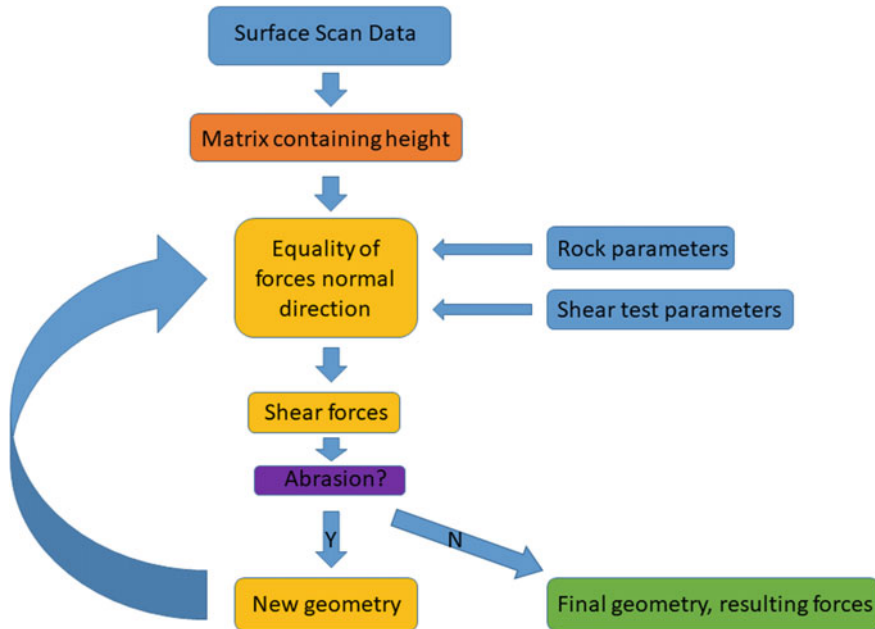 Surface Scan Data
Matrix containing height
Equality of
forces normal
direction
Rock parameters
Shear test parameters
Shear forces
Abrasion?
Y
N
New geometry
Final geometry, resulting forces